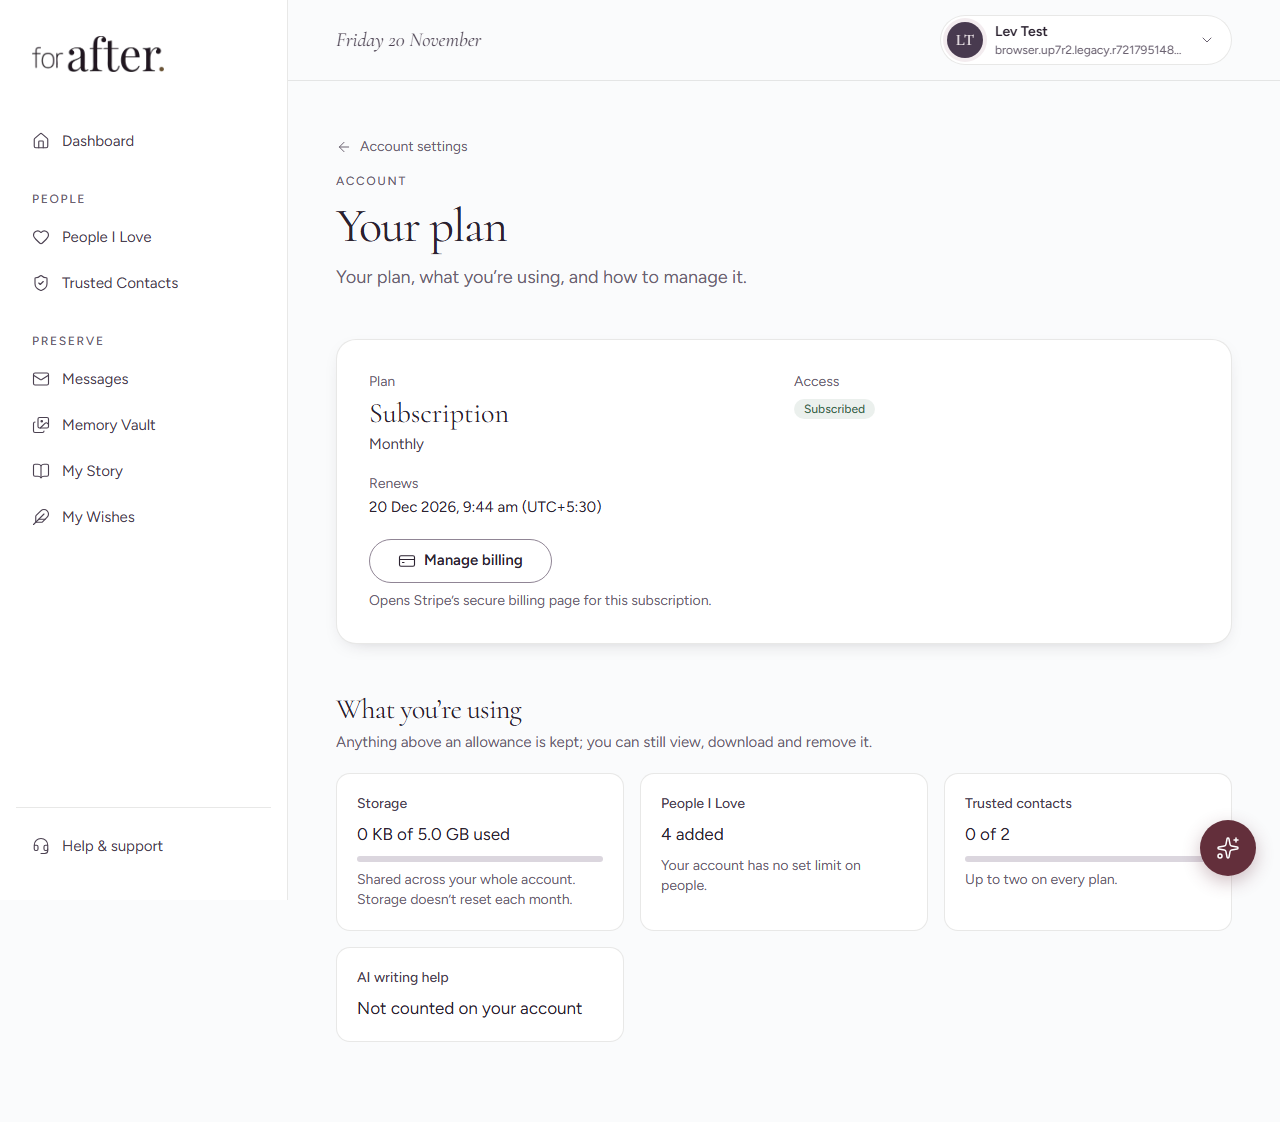 for after.
Friday 20 November
LT
Lev Test
browser.up7r2.legacy.r721795148...
Dashboard
PEOPLE
People I Love
Trusted Contacts
PRESERVE
Messages
Memory Vault
My Story
My Wishes
Help & support
Account settings
ACCOUNT
Your plan
Your plan, what you’re using, and how to manage it.
Plan
Subscription
Monthly
Access
Subscribed
Renews
20 Dec 2026, 9:44 am (UTC+5:30)
Manage billing
Opens Stripe’s secure billing page for this subscription.
What you’re using
Anything above an allowance is kept; you can still view, download and remove it.
Storage
0 KB of 5.0 GB used
Shared across your whole account.
Storage doesn’t reset each month.
People I Love
4 added
Your account has no set limit on
people.
Trusted contacts
0 of 2
Up to two on every plan.
AI writing help
Not counted on your account